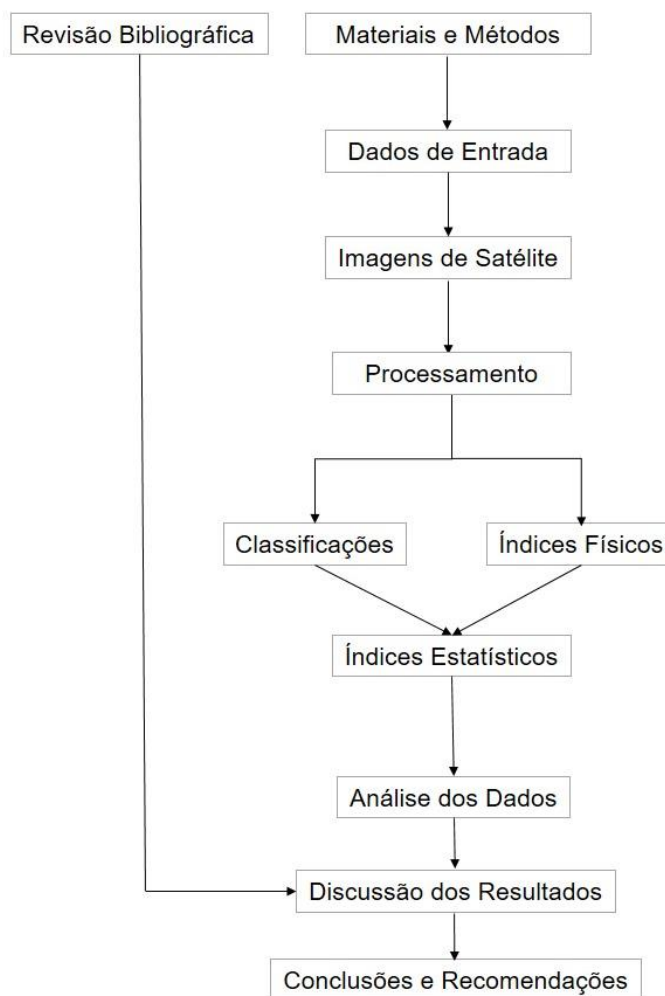 Revisão Bibliográfica
Materiais e Métodos
Dados de Entrada
Imagens de Satélite
Processamento
Classificações
Índices Físicos
Índices Estatísticos
Análise dos Dados
Discussão dos Resultados
Conclusões e Recomendações